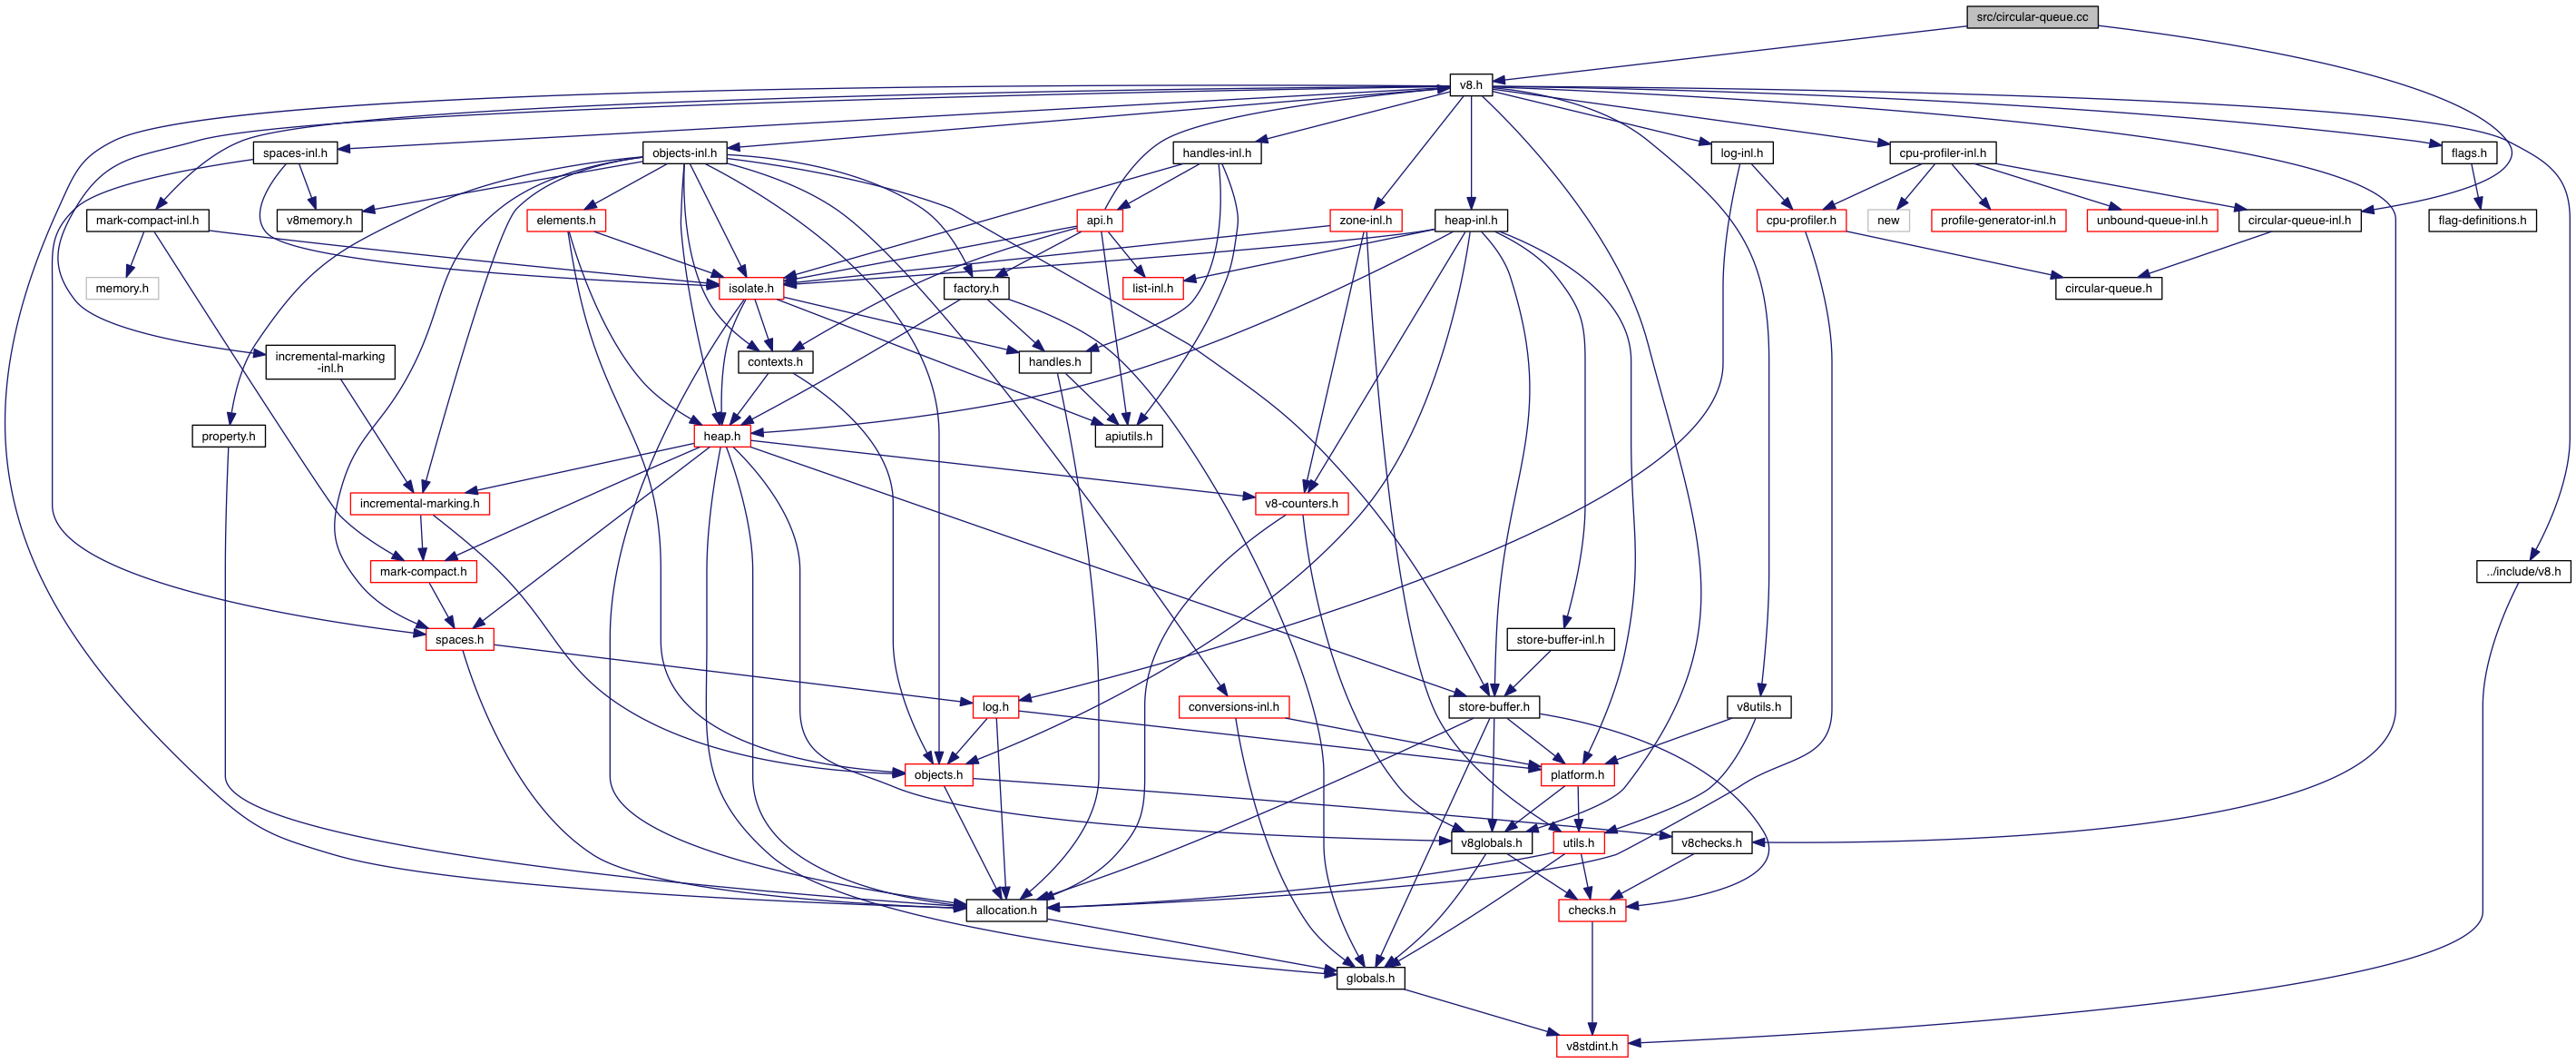 src/circular-queue.cc
v8.h
spaces-inl.h
objects-inl.h
handles-inl.h
log-inl.h
cpu-profiler-inl.h
flags.h
mark-compact-inl.h
v8memory.h
elements.h
api.h
zone-inl.h
heap-inl.h
cpu-profiler.h
new
profile-generator-inl.h
unbound-queue-inl.h
circular-queue-inl.h
flag-definitions.h
memory.h
isolate.h
factory.h
list-inl.h
circular-queue.h
incremental-marking
-inl.h
contexts.h
handles.h
property.h
heap.h
apiutils.h
incremental-marking.h
v8-counters.h
mark-compact.h
../include/v8.h
spaces.h
store-buffer-inl.h
log.h
conversions-inl.h
store-buffer.h
v8utils.h
objects.h
platform.h
v8globals.h
utils.h
v8checks.h
allocation.h
checks.h
globals.h
v8stdint.h